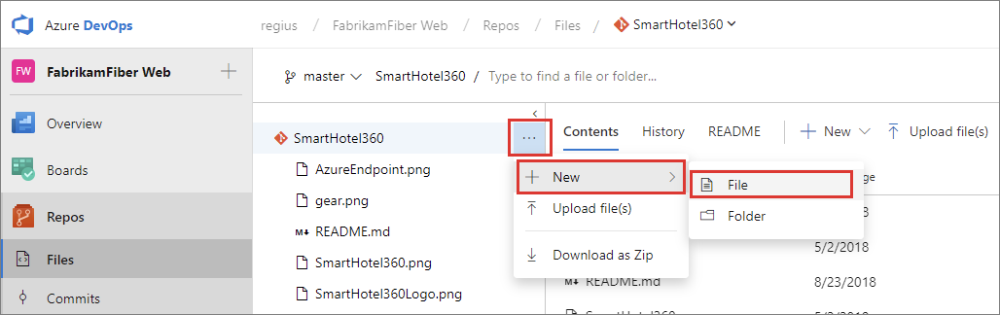 Azure DevOps
regius / FabrikamFiber Web / Repos / Files / SmartHotel360
FW FabrikamFiber Web
master SmartHotel360 / Type to find a file or folder...
Overview
Boards
Repos
Files
Commits
SmartHotel360 ...
AzureEndpoint.png
gear.png
M↓ README.md
SmartHotel360.png
SmartHotel360Logo.png
Contents History README New Upload file(s)
New
Upload file(s)
Download as Zip
File
Folder
5/2/2018
README.md 8/23/2018